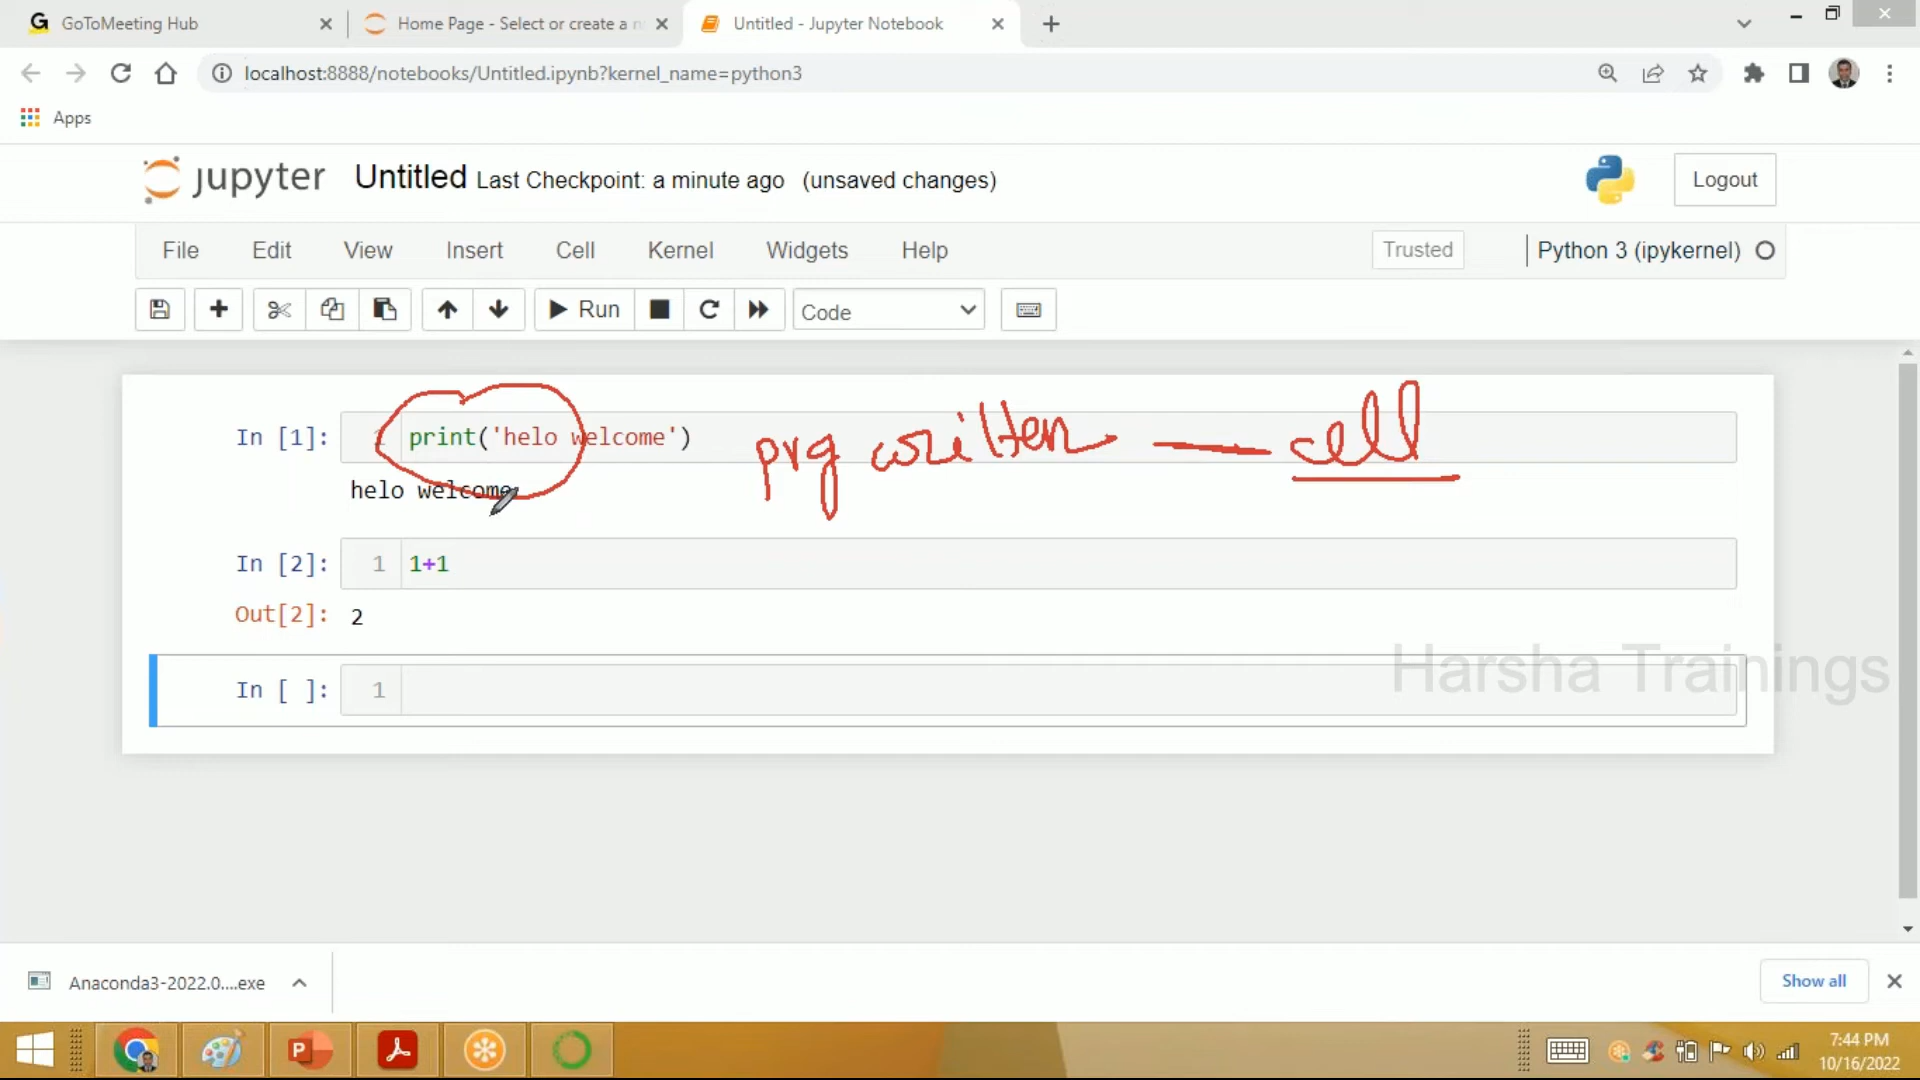 GoToMeeting Hub
Home Page - Select or create a n
Untitled - Jupyter Notebook
localhost:8888/notebooks/Untitled.ipynb?kernel_name=python3
Apps
jupyter Untitled Last Checkpoint: a minute ago (unsaved changes)
Logout
File Edit View Insert Cell Kernel Widgets Help
Trusted
Python 3 (ipykernel)
Run
Code
In [1]: 1 print('helo welcome')
prg written — cell
helo welcome
In [2]: 1 1+1
Out[2]: 2
Harsha Trainings
In [ ]: 1
Anaconda3-2022.0....exe
Show all
7:44 PM
10/16/2022